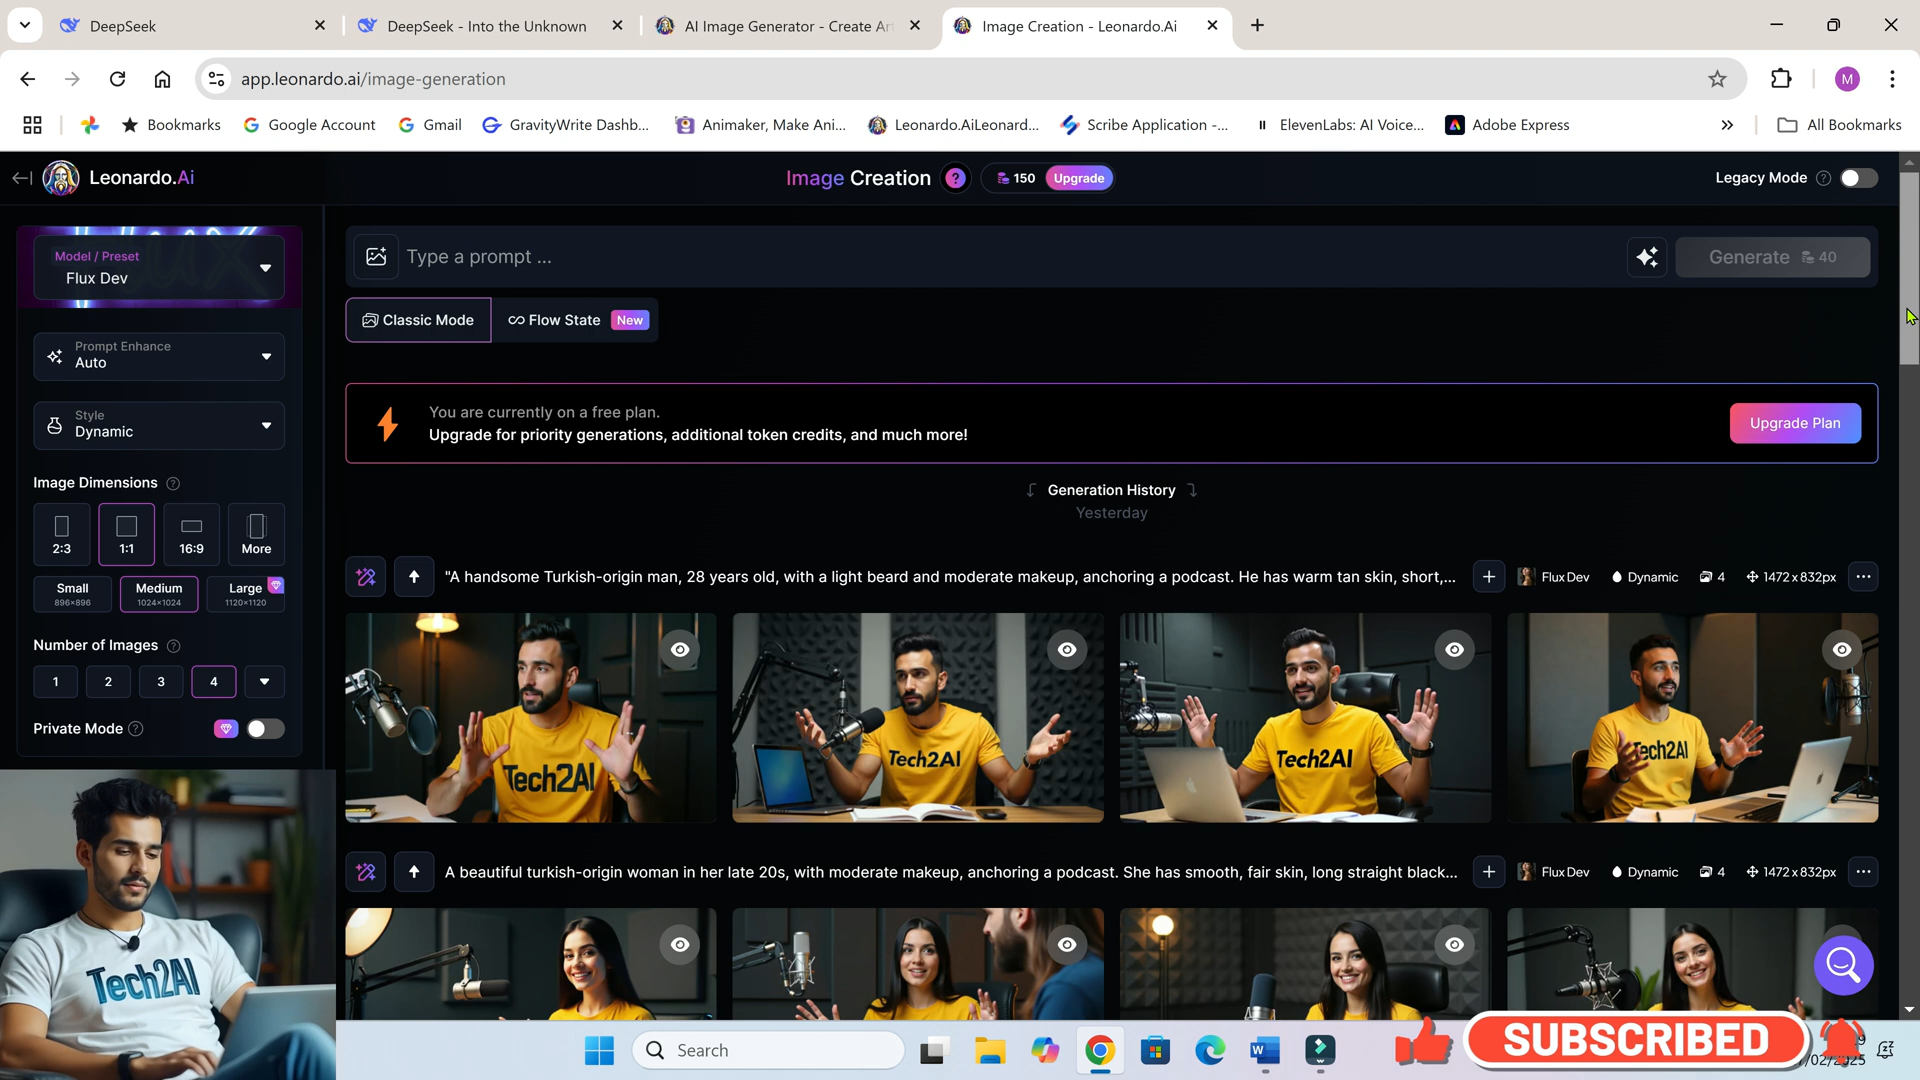 DeepSeek
DeepSeek - Into the Unknown
AI Image Generator - Create Art
Image Creation - Leonardo.Ai
app.leonardo.ai/image-generation
M
Bookmarks
Google Account
Gmail
GravityWrite Dashb...
Animaker, Make Ani...
Leonardo.AiLeonard...
Scribe Application -...
ElevenLabs: AI Voice...
Adobe Express
All Bookmarks
Leonardo.Ai
Image Creation ?
150 Upgrade
Legacy Mode ?
Model / Preset
Flux Dev
Type a prompt ...
Generate 40
Classic Mode
Flow State New
Prompt Enhance
Auto
Style
Dynamic
You are currently on a free plan.
Upgrade for priority generations, additional token credits, and much more!
Upgrade Plan
Image Dimensions ?
2:3 1:1 16:9 More
Small Medium Large
896×896 1024×1024 1120×1120
Number of Images ?
1 2 3 4
Private Mode ?
Generation History
Yesterday
"A handsome Turkish-origin man, 28 years old, with a light beard and moderate makeup, anchoring a podcast. He has warm tan skin, short,...
Flux Dev Dynamic 4 1472 x 832px
Tech2AI
Tech2AI
Tech2AI
Tech2AI
A beautiful turkish-origin woman in her late 20s, with moderate makeup, anchoring a podcast. She has smooth, fair skin, long straight black...
Flux Dev Dynamic 4 1472 x 832px
Tech2AI
Search
SUBSCRIBED
/02/2025